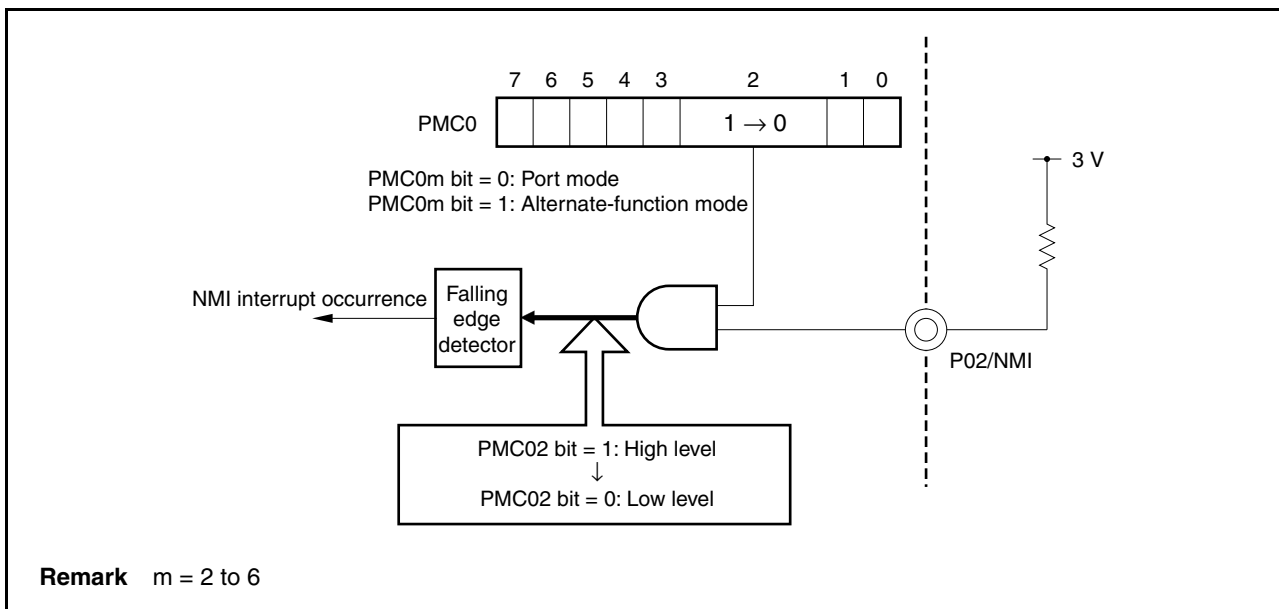 7 6 5 4 3 2 1 0
PMC0 1 → 0
3 V
PMC0m bit = 0: Port mode
PMC0m bit = 1: Alternate-function mode
NMI interrupt occurrence
Falling
edge
detector
P02/NMI
PMC02 bit = 1: High level
↓
PMC02 bit = 0: Low level
Remark m = 2 to 6